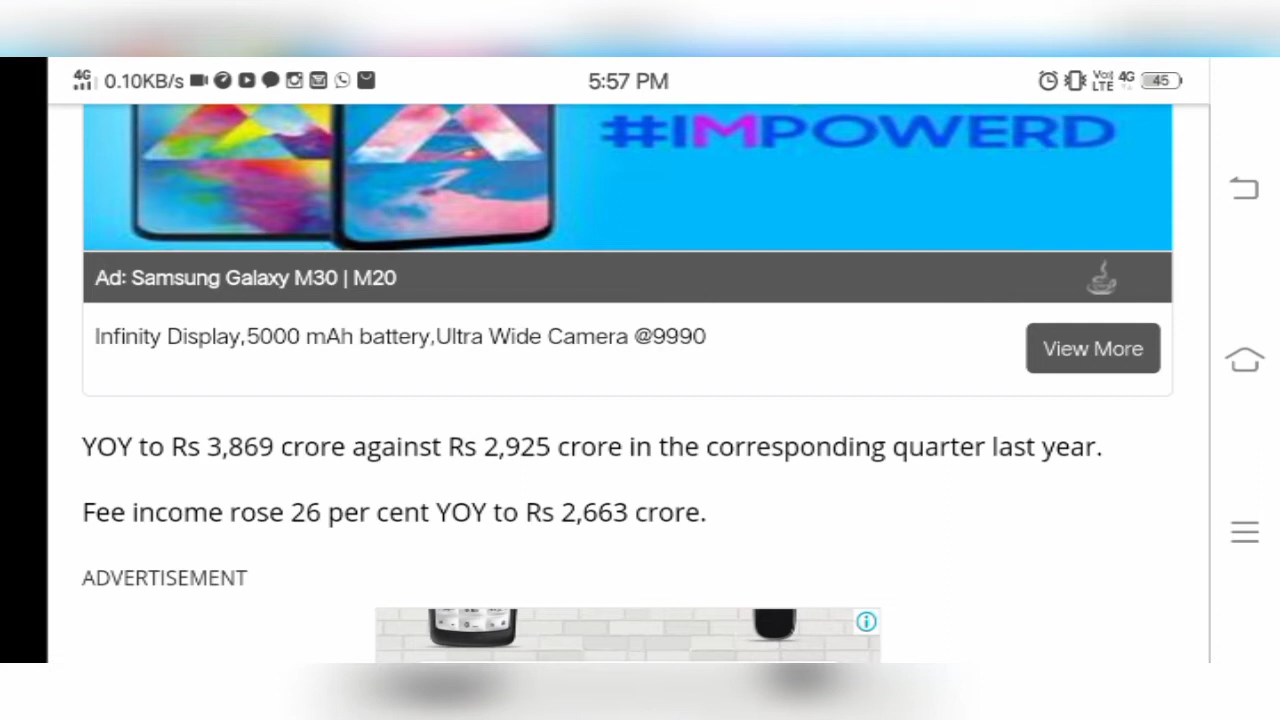 4G 0.10KB/s 5:57 PM Vo) LTE 4G 45
#IMPOWERD
Ad: Samsung Galaxy M30 | M20
Infinity Display,5000 mAh battery,Ultra Wide Camera @9990
View More
YOY to Rs 3,869 crore against Rs 2,925 crore in the corresponding quarter last year.
Fee income rose 26 per cent YOY to Rs 2,663 crore.
ADVERTISEMENT